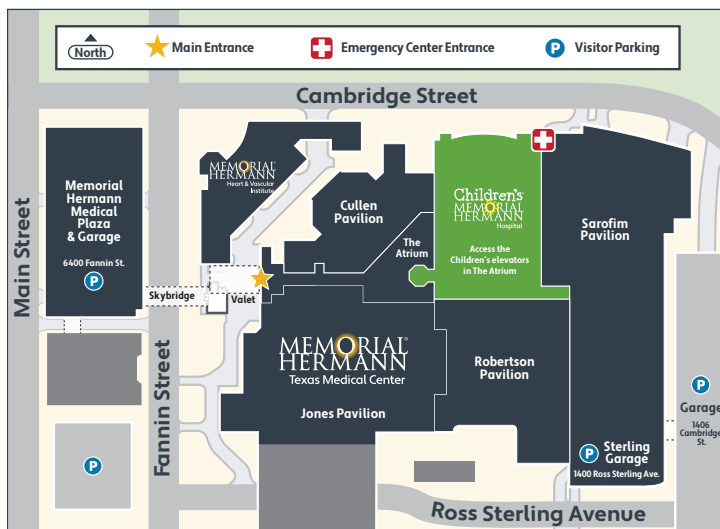 North
Main Entrance
Emergency Center Entrance
P
Visitor Parking
Cambridge Street
Main Street
Fannin Street
Memorial
Hermann
Medical
Plaza
& Garage
6400 Fannin St.
P
MEMORIAL®
HERMANN
Heart & Vascular
Institute
Cullen
Pavilion
The
Atrium
Children's
MEMORIAL®
HERMANN
Hospital
Access the
Children's elevators
in The Atrium
Sarofim
Pavilion
Skybridge
Valet
MEMORIAL®
HERMANN
Texas Medical Center
Jones Pavilion
Robertson
Pavilion
P
Garage
1406
Cambridge
St.
P
Sterling
Garage
1400 Ross Sterling Ave.
P
Ross Sterling Avenue